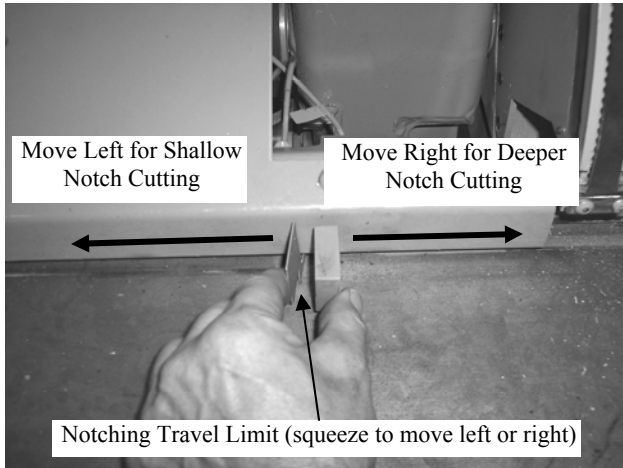 Move Left for Shallow
Notch Cutting
Move Right for Deeper
Notch Cutting
Notching Travel Limit (squeeze to move left or right)